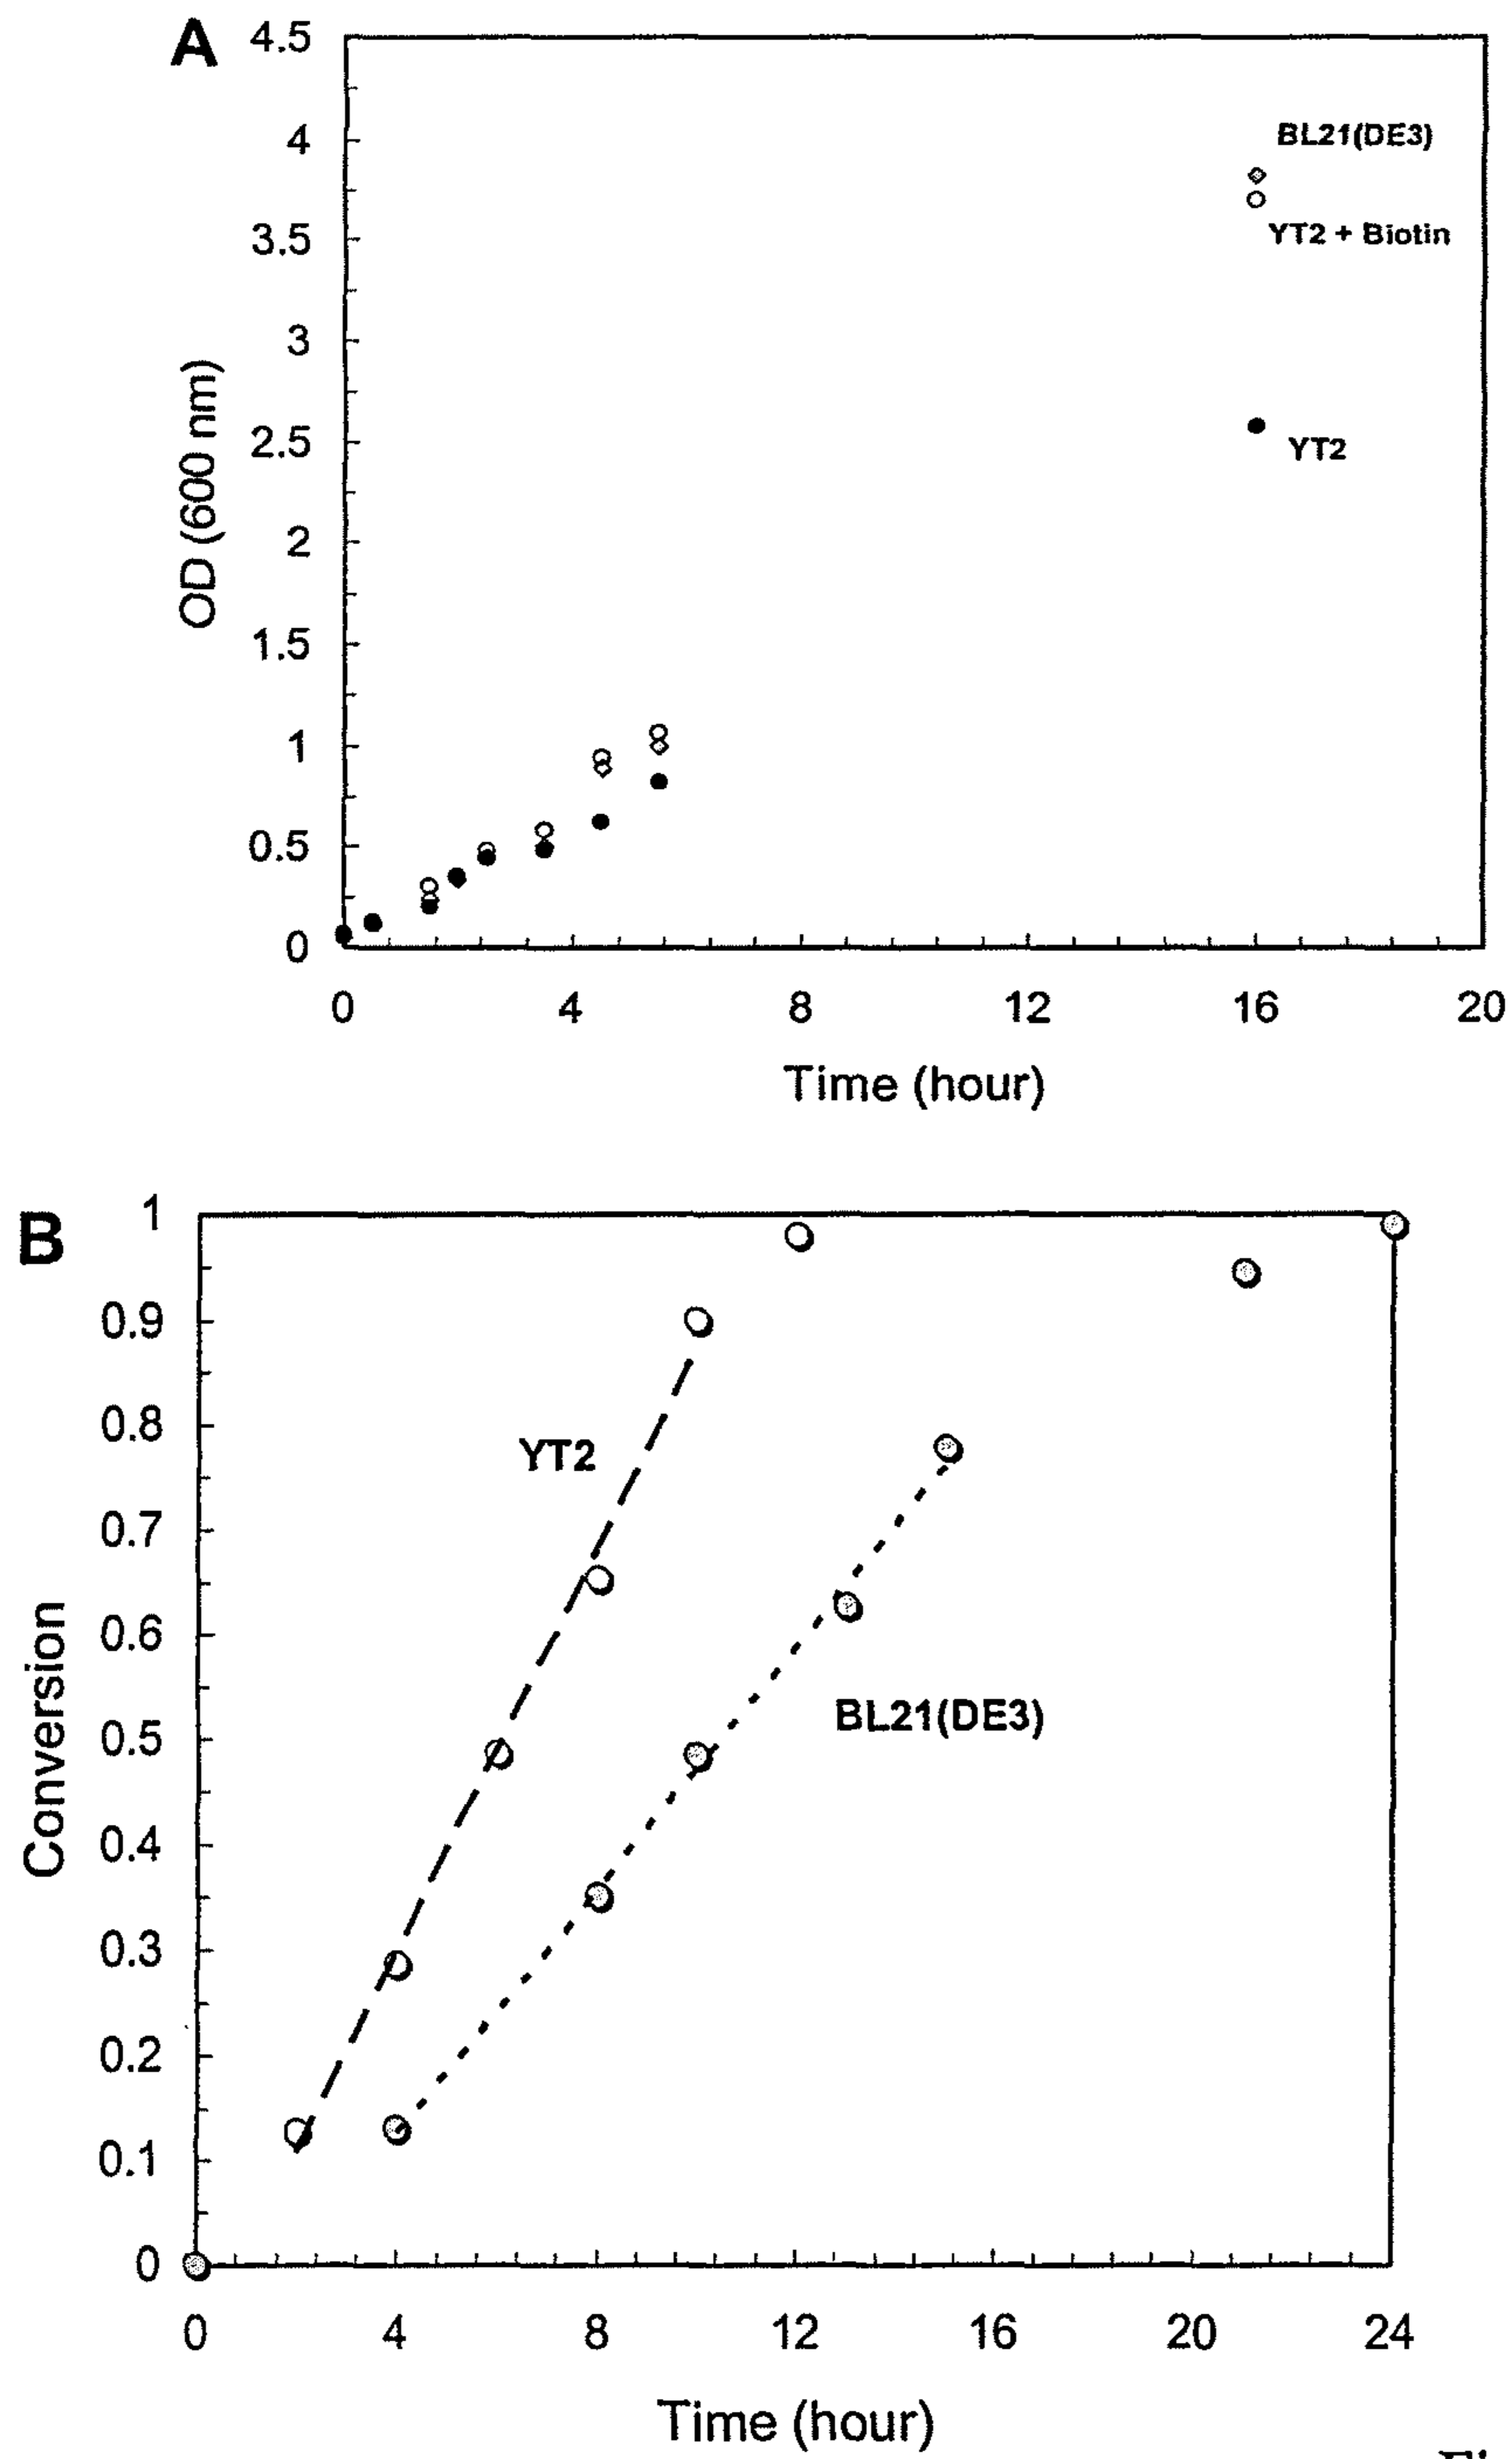 A
4.5
4
3.5
3
2.5
2
1.5
1
0.5
0
OD (600 nm)
BL21(DE3)
YT2 + Biotin
YT2
0 4 8 12 16 20
Time (hour)
B
1
0.9
0.8
0.7
0.6
0.5
0.4
0.3
0.2
0.1
0
Conversion
YT2
BL21(DE3)
0 4 8 12 16 20 24
Time (hour)